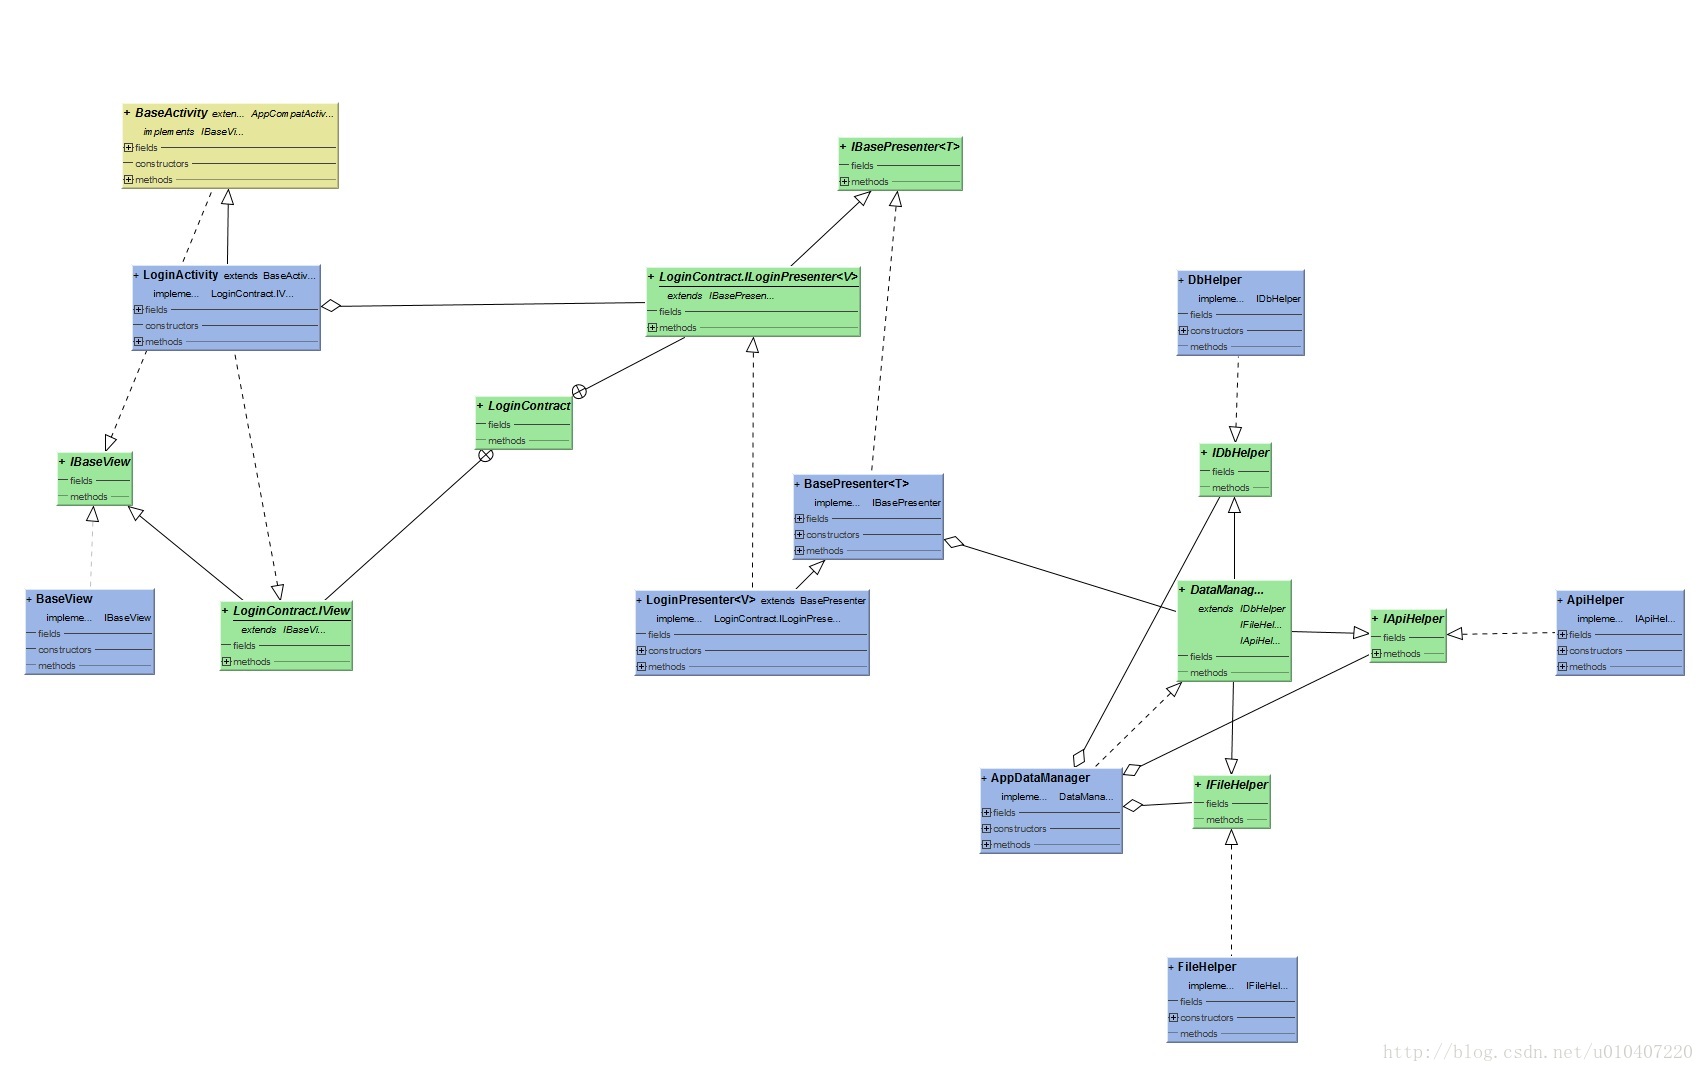 + BaseActivity exten... AppCompatActiv...
implements IBaseVi...
fields
constructors
methods
+ IBasePresenter<T>
fields
methods
+ LoginActivity extends BaseActiv...
impleme... LoginContract.IV...
fields
constructors
methods
+ LoginContract.ILoginPresenter<V>
extends IBasePresen...
fields
methods
+ DbHelper
impleme... IDbHelper
fields
constructors
methods
+ LoginContract
fields
methods
+ IBaseView
fields
methods
+ IDbHelper
fields
methods
+ BasePresenter<T>
impleme... IBasePresenter
fields
constructors
methods
+ BaseView
impleme... IBaseView
fields
constructors
methods
+ LoginContract.IView
extends IBaseVi...
fields
methods
+ LoginPresenter<V> extends BasePresenter
impleme... LoginContract.ILoginPrese...
fields
constructors
methods
+ DataManag...
extends IDbHelper
IFileHel...
IApiHel...
fields
methods
+ IApiHelper
fields
methods
+ ApiHelper
impleme... IApiHel...
fields
constructors
methods
+ AppDataManager
impleme... DataMana...
fields
constructors
methods
+ IFileHelper
fields
methods
+ FileHelper
impleme... IFileHel...
fields
constructors
methods
http://blog.csdn.net/u010407220